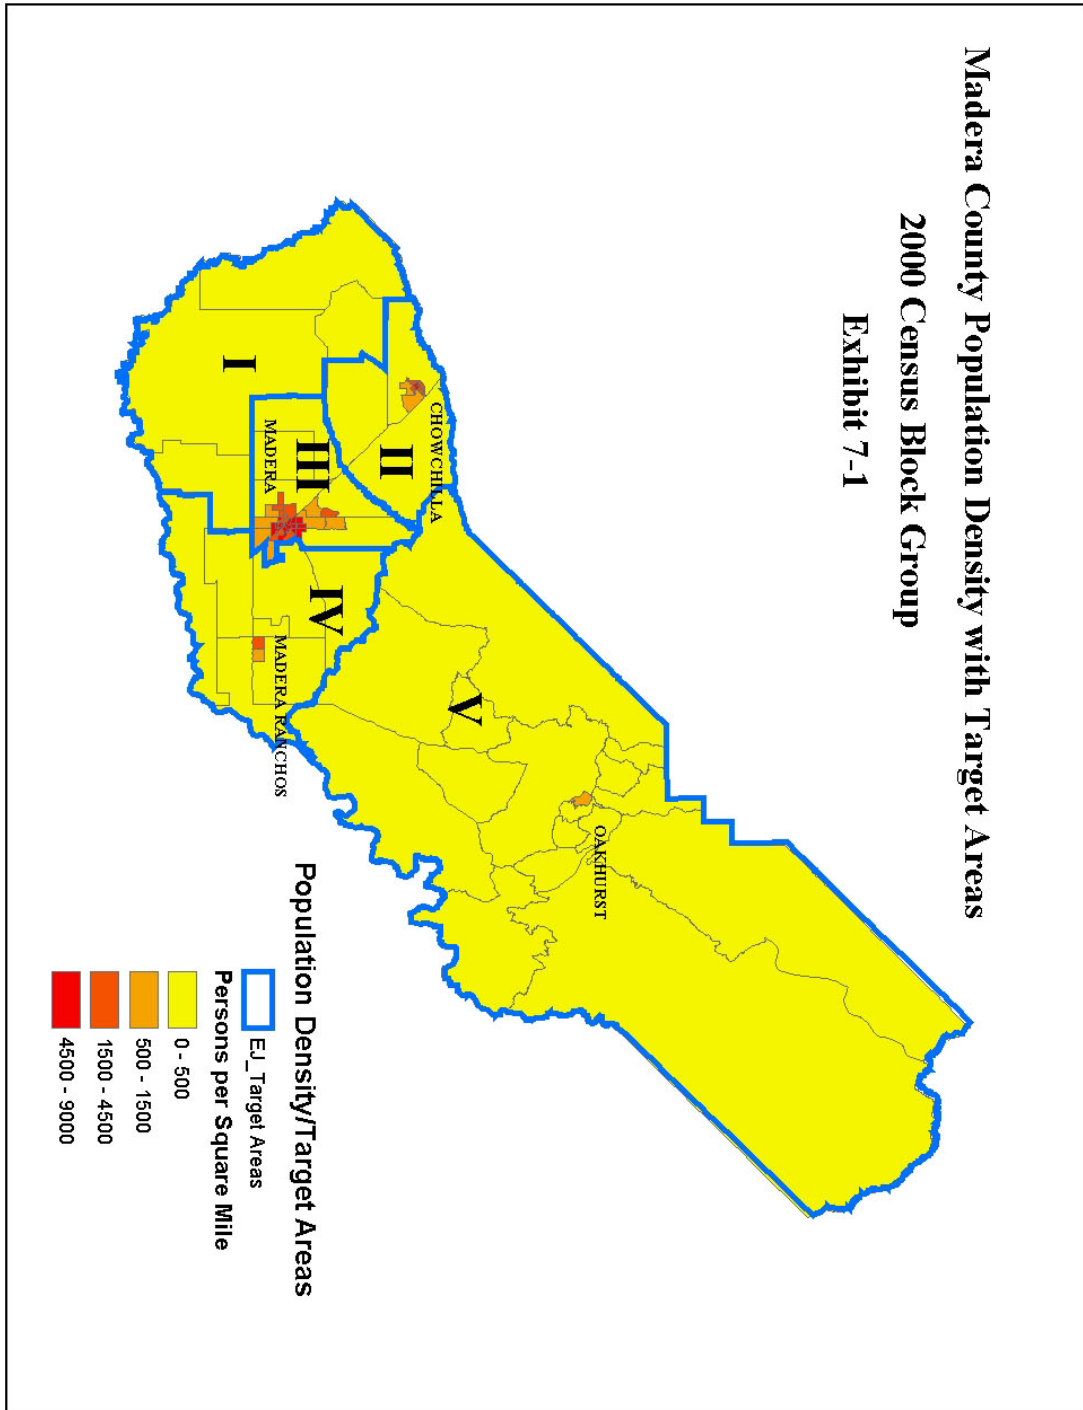 Madera County Population Density with Target Areas
2000 Census Block Group
Exhibit 7-1
CHOWCHILLA
II
I
III
MADERA
IV
MADERA RANCHOS
V
OAKHURST
Population Density/Target Areas
EJ_Target Areas
Persons per Square Mile
0 - 500
500 - 1500
1500 - 4500
4500 - 9000